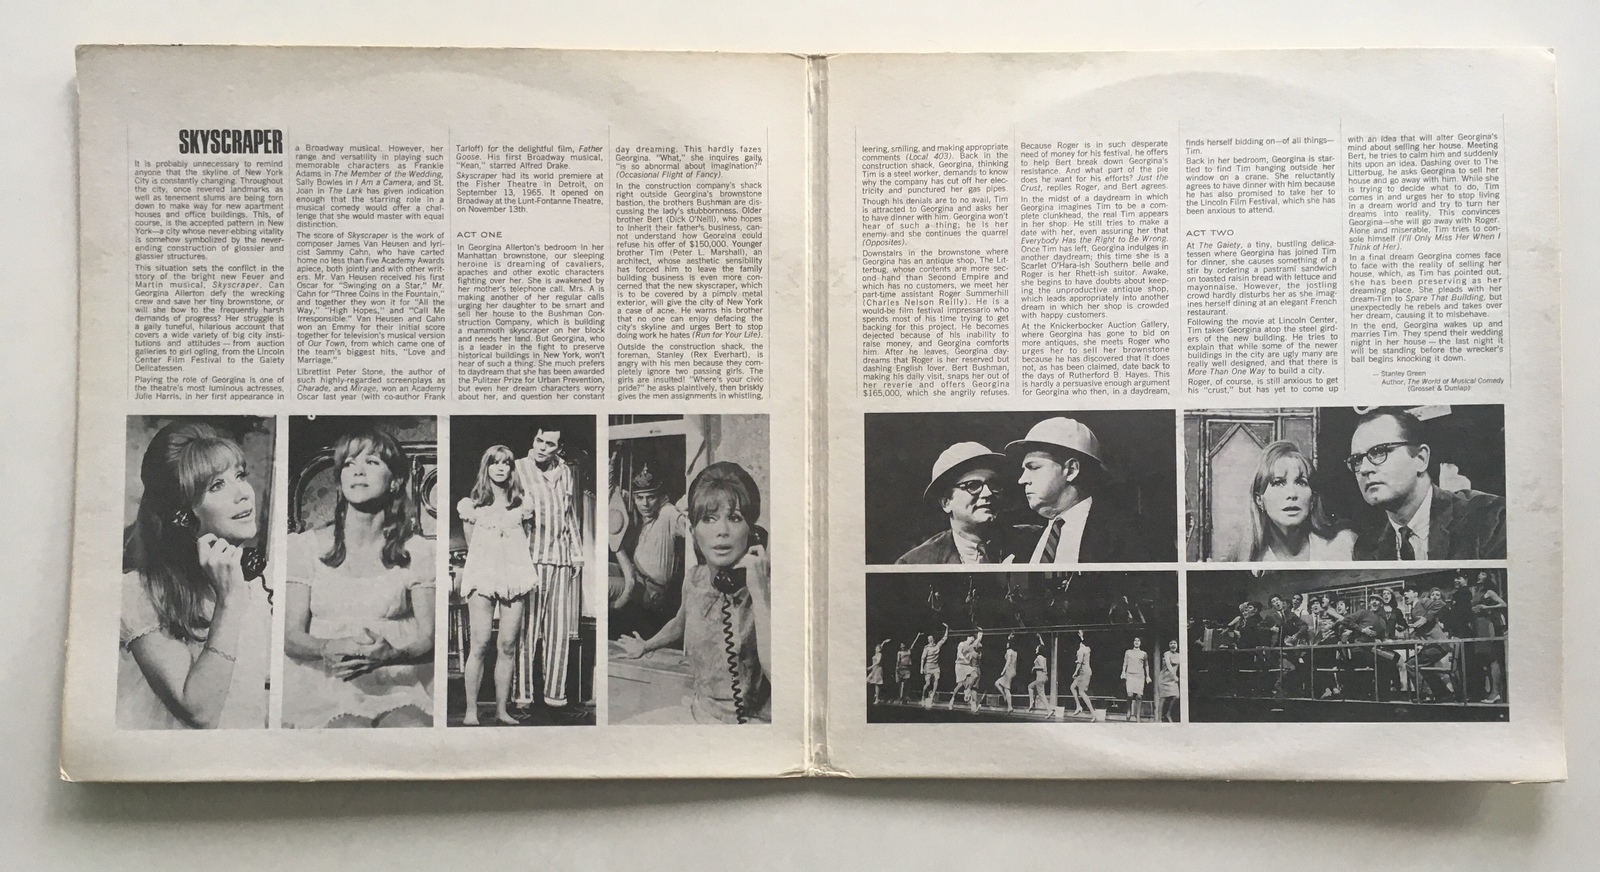 SKYSCRAPER
It is probably unnecessary to remind
anyone that the skyline of New York
City is constantly changing. Throughout
the city, once revered landmarks as
well as tenement slums are being torn
down to make way for new apartment
houses and office buildings. This, of
course, is the accepted pattern in New
York—a city whose never-ebbing vitality
is somehow symbolized by the never-
ending construction of glossier and
glassier structures.
This situation sets the conflict in the
story of the bright new Feuer and
Martin musical, Skyscraper. Can
Georgina Allerton defy the wrecking
crew and save her tiny brownstone, or
will she bow to the frequently harsh
demands of progress? Her struggle is
a gaily tuneful, hilarious account that
covers a wide variety of big city insti-
tutions and attitudes — from auction
galleries to girl ogling, from the Lincoln
Center Film Festival to the Gaiety
Delicatessen.
Playing the role of Georgina is one of
the theatre's most luminous actresses,
Julie Harris, in her first appearance in
a Broadway musical. However, her
range and versatility in playing such
memorable characters as Frankie
Adams in The Member of the Wedding,
Sally Bowles in I Am a Camera, and St.
Joan in The Lark has given indication
enough that the starring role in a
musical comedy would offer a chal-
lenge that she would master with equal
distinction.
The score of Skyscraper is the work of
composer James Van Heusen and lyri-
cist Sammy Cahn, who have carted
home no less than five Academy Awards
apiece, both jointly and with other writ-
ers. Mr. Van Heusen received his first
Oscar for "Swinging on a Star," Mr.
Cahn for "Three Coins in the Fountain,"
and together they won it for "All the
Way," "High Hopes," and "Call Me
Irresponsible." Van Heusen and Cahn
won an Emmy for their initial score
together for television's musical version
of Our Town, from which came one of
the team's biggest hits, "Love and
Marriage."
Librettist Peter Stone, the author of
such highly-regarded screenplays as
Charade, and Mirage, won an Academy
Oscar last year (with co-author Frank
Tarloff) for the delightful film, Father
Goose. His first Broadway musical,
"Kean," starred Alfred Drake.
Skyscraper had its world premiere at
the Fisher Theatre in Detroit, on
September 13, 1965. It opened on
Broadway at the Lunt-Fontanne Theatre,
on November 13th.
ACT ONE
In Georgina Allerton's bedroom in her
Manhattan brownstone, our sleeping
heroine is dreaming of cavaliers,
apaches and other exotic characters
fighting over her. She is awakened by
her mother's telephone call. Mrs. A is
making another of her regular calls
urging her daughter to be smart and
sell her house to the Bushman Con-
struction Company, which is building
a mammoth skyscraper on her block
and needs her land. But Georgina, who
is a leader in the fight to preserve
historical buildings in New York, won't
hear of such a thing. She much prefers
to daydream that she has been awarded
the Pulitzer Prize for Urban Prevention,
but even her dream characters worry
about her, and question her constant
day dreaming. This hardly fazes
Georgina. "What," she inquires gaily,
"is so abnormal about imagination?"
(Occasional Flight of Fancy).
In the construction company's shack
right outside Georgina's brownstone
bastion, the brothers Bushman are dis-
cussing the lady's stubbornness. Older
brother Bert (Dick O'Neill), who hopes
to inherit their father's business, can-
not understand how Georgina could
refuse his offer of $150,000. Younger
brother Tim (Peter L. Marshall), an
architect, whose aesthetic sensibility
has forced him to leave the family
building business is even more con-
cerned that the new skyscraper, which
is to be covered by a pimply metal
exterior, will give the city of New York
a case of acne. He warns his brother
that no one can enjoy defacing the
city's skyline and urges Bert to stop
doing work he hates (Run for Your Life).
Outside the construction shack, the
foreman, Stanley (Rex Everhart), is
angry with his men because they com-
pletely ignore two passing girls. The
girls are insulted! "Where's your civic
pride?" he asks plaintively, then briskly
gives the men assignments in whistling,
leering, smiling, and making appropriate
comments (Local 403). Back in the
construction shack, Georgina, thinking
Tim is a steel worker, demands to know
why the company has cut off her elec-
tricity and punctured her gas pipes.
Though his denials are to no avail, Tim
is attracted to Georgina and asks her
to have dinner with him. Georgina won't
hear of such a thing; he is her
enemy and she continues the quarrel
(Opposites).
Downstairs in the brownstone where
Georgina has an antique shop, The Lit-
terbug, whose contents are more sec-
ond-hand than Second Empire and
which has no customers, we meet her
part-time assistant Roger Summerhill
(Charles Nelson Reilly). He is a
would-be film festival impressario who
spends most of his time trying to get
backing for this project. He becomes
dejected because of his inability to
raise money, and Georgina comforts
him. After he leaves, Georgina day-
dreams that Roger is her reserved but
dashing English lover. Bert Bushman,
making his daily visit, snaps her out of
her reverie and offers Georgina
$165,000, which she angrily refuses.
Because Roger is in such desperate
need of money for his festival, he offers
to help Bert break down Georgina's
resistance. And what part of the pie
does he want for his efforts? Just the
Crust, replies Roger, and Bert agrees.
In the midst of a daydream in which
Georgina imagines Tim to be a com-
plete clunkhead, the real Tim appears
in her shop. He still tries to make a
date with her, even assuring her that
Everybody Has the Right to Be Wrong.
Once Tim has left, Georgina indulges in
another daydream; this time she is a
Scarlet O'Hara-ish Southern belle and
Roger is her Rhett-ish suitor. Awake,
she begins to have doubts about keep-
ing the unproductive antique shop,
which leads appropriately into another
dream in which her shop is crowded
with happy customers.
At the Knickerbocker Auction Gallery,
where Georgina has gone to bid on
more antiques, she meets Roger who
urges her to sell her brownstone
because he has discovered that it does
not, as has been claimed, date back to
the days of Rutherford B. Hayes. This
is hardly a persuasive enough argument
for Georgina who then, in a daydream,
finds herself bidding on—of all things—
Tim.
Back in her bedroom, Georgina is star-
tled to find Tim hanging outside her
window on a crane. She reluctantly
agrees to have dinner with him because
he has also promised to take her to
the Lincoln Film Festival, which she has
been anxious to attend.
ACT TWO
At The Gaiety, a tiny, bustling delica-
tessen where Georgina has joined Tim
for dinner, she causes something of a
stir by ordering a pastrami sandwich
on toasted raisin bread with lettuce and
mayonnaise. However, the jostling
crowd hardly disturbs her as she imag-
ines herself dining at an elegant French
restaurant.
Following the movie at Lincoln Center,
Tim takes Georgina atop the steel gird-
ers of the new building. He tries to
explain that while some of the newer
buildings in the city are ugly many are
really well designed, and that there is
More Than One Way to build a city.
Roger, of course, is still anxious to get
his "crust," but has yet to come up
with an idea that will alter Georgina's
mind about selling her house. Meeting
Bert, he tries to calm him and suddenly
hits upon an idea. Dashing over to The
Litterbug, he asks Georgina to sell her
house and go away with him. While she
is trying to decide what to do, Tim
comes in and urges her to stop living
in a dream world and try to turn her
dreams into reality. This convinces
Georgina—she will go away with Roger.
Alone and miserable, Tim tries to con-
sole himself (I'll Only Miss Her When I
Think of Her).
In a final dream Georgina comes face
to face with the reality of selling her
house, which, as Tim has pointed out,
she has been preserving as her
dreaming place. She pleads with her
dream-Tim to Spare That Building, but
unexpectedly he rebels and takes over
her dream, causing it to misbehave.
In the end, Georgina wakes up and
marries Tim. They spend their wedding
night in her house — the last night it
will be standing before the wrecker's
ball begins knocking it down.
— Stanley Green
Author, The World of Musical Comedy
(Grosset & Dunlap)